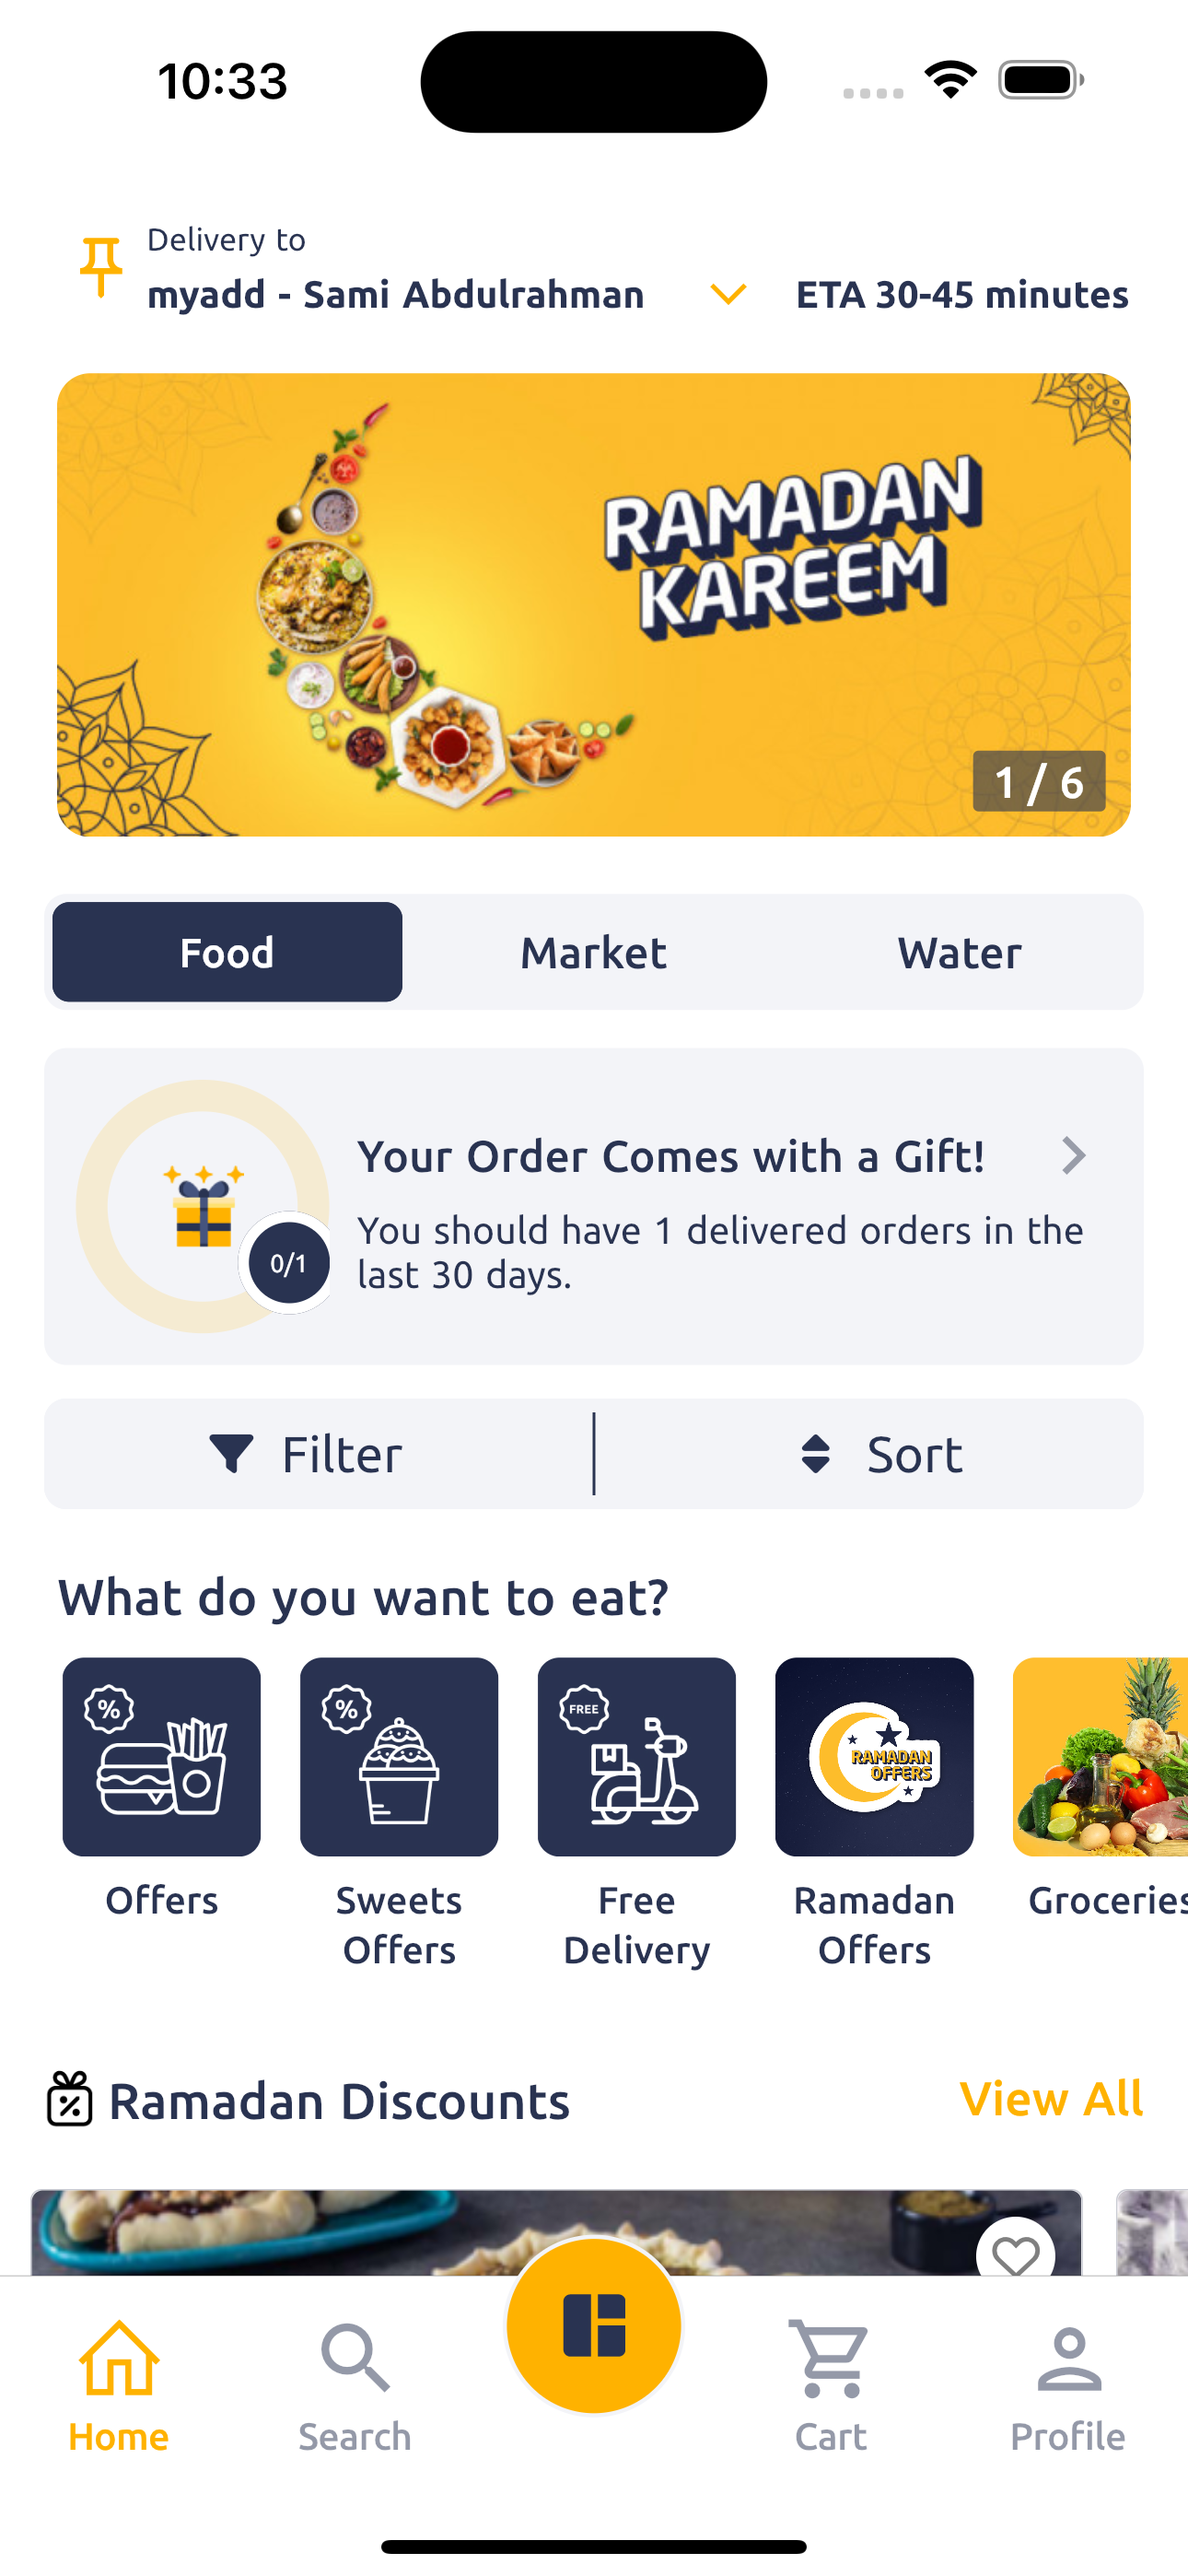 10:33
Delivery to
myadd - Sami Abdulrahman
ETA 30-45 minutes
RAMADAN
KAREEM
1 / 6
Food
Market
Water
Your Order Comes with a Gift!
You should have 1 delivered orders in the
last 30 days.
0/1
Filter
Sort
What do you want to eat?
%
%
FREE
RAMADAN
OFFERS
Offers
Sweets
Offers
Free
Delivery
Ramadan
Offers
Groceries
Ramadan Discounts
View All
Home
Search
Cart
Profile